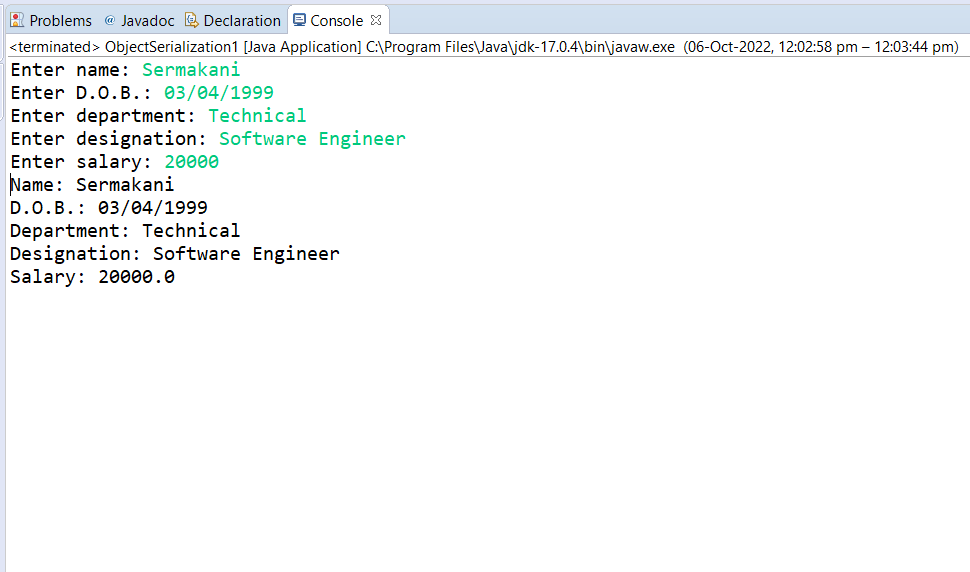 Problems @ Javadoc Declaration Console
<terminated> ObjectSerialization1 [Java Application] C:\Program Files\Java\jdk-17.0.4\bin\javaw.exe (06-Oct-2022, 12:02:58 pm – 12:03:44 pm)
Enter name: Sermakani
Enter D.O.B.: 03/04/1999
Enter department: Technical
Enter designation: Software Engineer
Enter salary: 20000
Name: Sermakani
D.O.B.: 03/04/1999
Department: Technical
Designation: Software Engineer
Salary: 20000.0